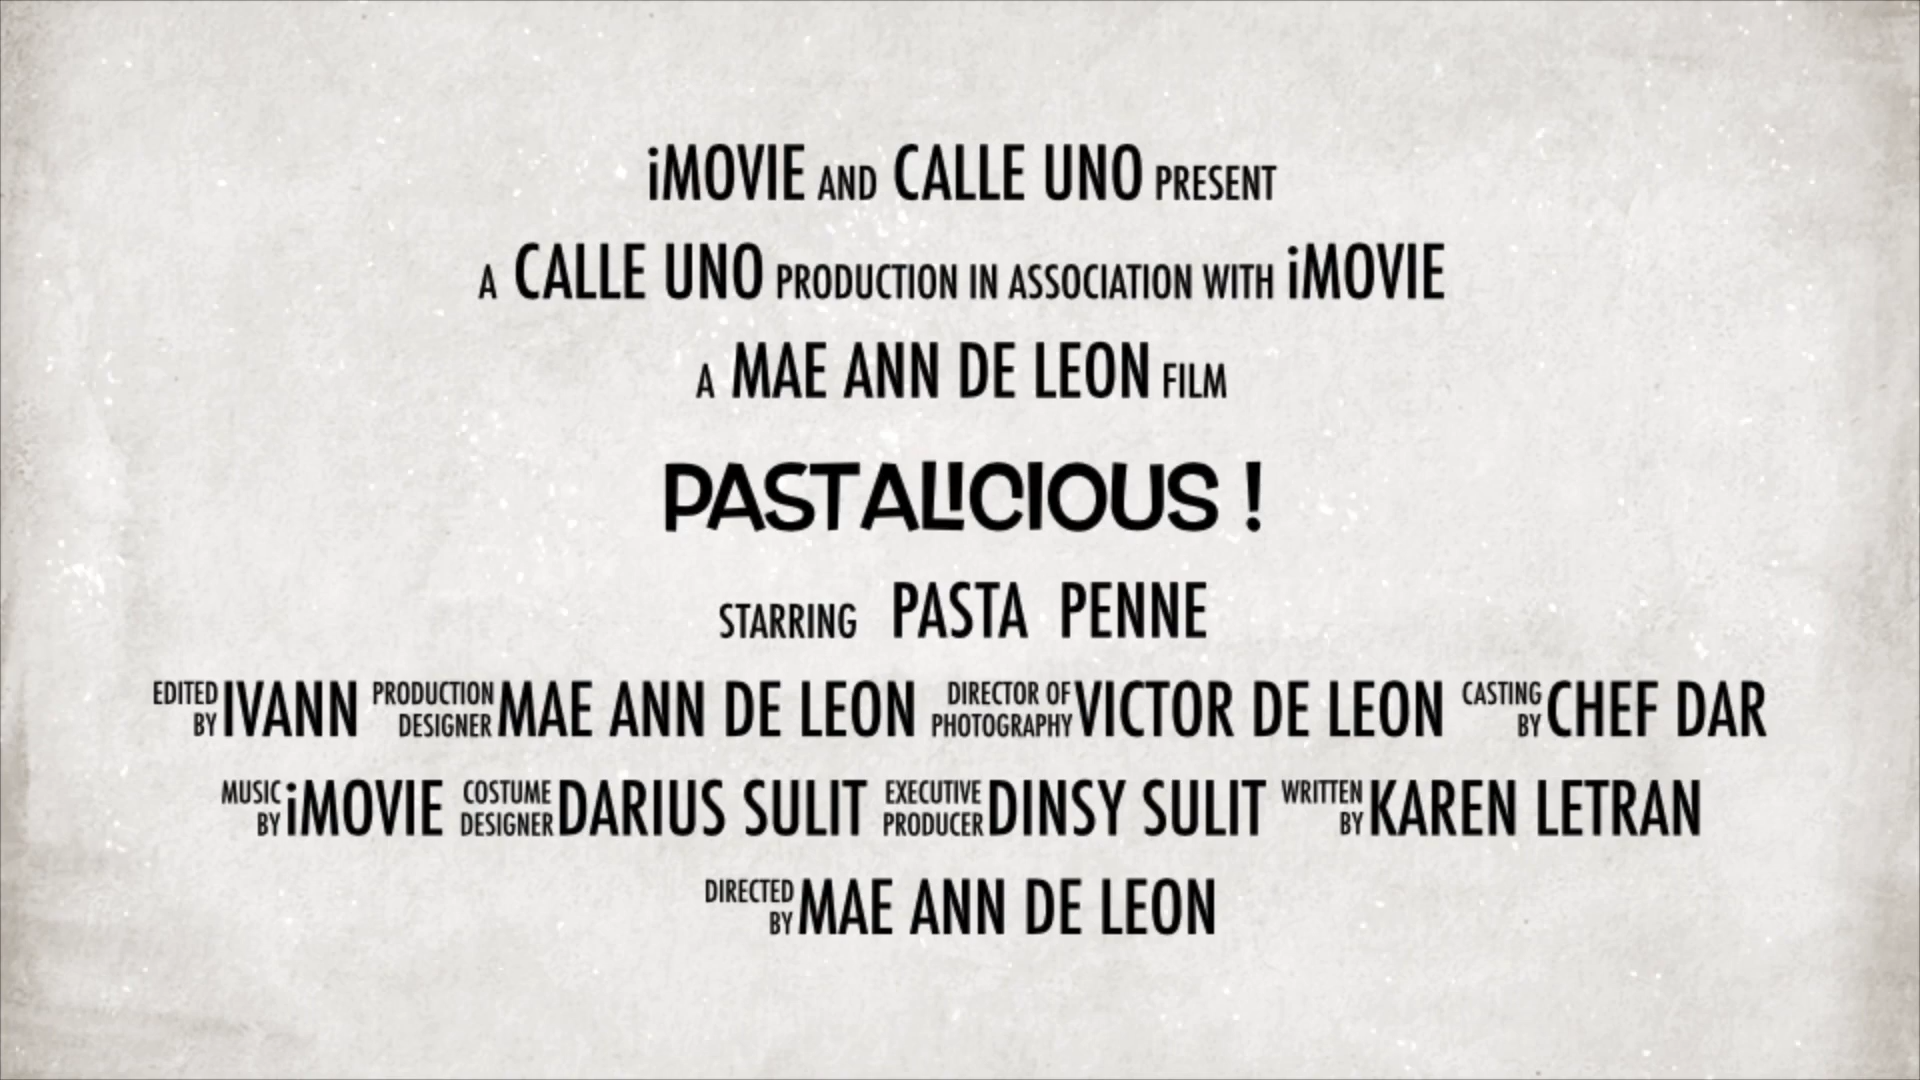 iMOVIE AND CALLE UNO PRESENT
A CALLE UNO PRODUCTION IN ASSOCIATION WITH iMOVIE
A MAE ANN DE LEON FILM
PASTALICIOUS !
STARRING PASTA PENNE
EDITED BY IVANN PRODUCTION DESIGNER MAE ANN DE LEON DIRECTOR OF PHOTOGRAPHY VICTOR DE LEON CASTING BY CHEF DAR
MUSIC BY iMOVIE COSTUME DESIGNER DARIUS SULIT EXECUTIVE PRODUCER DINSY SULIT WRITTEN BY KAREN LETRAN
DIRECTED BY MAE ANN DE LEON